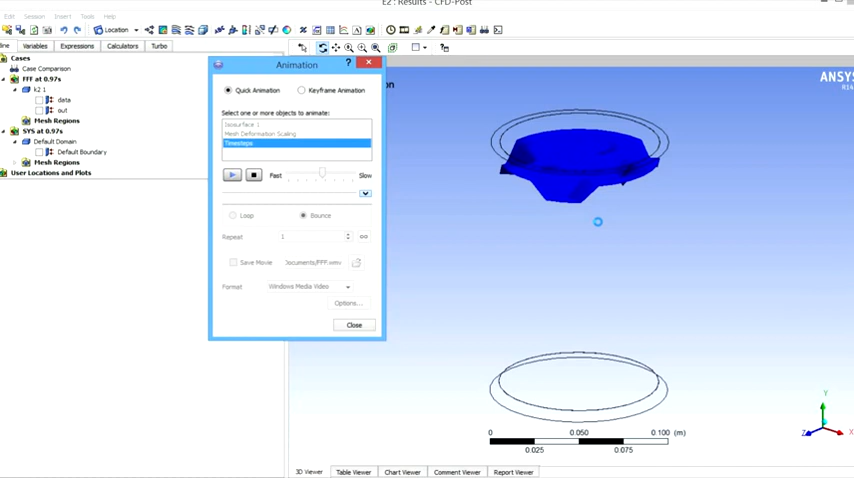 E2 : Results - CFD-Post
Edit Session Insert Tools Help
Location
Variables Expressions Calculators Turbo
Cases
Case Comparison
FFF at 0.97s
k2 1
data
out
Mesh Regions
SYS at 0.97s
Default Domain
Default Boundary
Mesh Regions
User Locations and Plots
Animation
?
Quick Animation Keyframe Animation
Select one or more objects to animate:
Isosurface 1
Mesh Deformation Scaling
Timesteps
Fast Slow
Loop Bounce
Repeat 1
Save Movie Documents/FFF.wmv
Format Windows Media Video
Options...
Close
on
ANSYS
R14
Y
Z X
0 0.050 0.100 (m)
0.025 0.075
3D Viewer Table Viewer Chart Viewer Comment Viewer Report Viewer